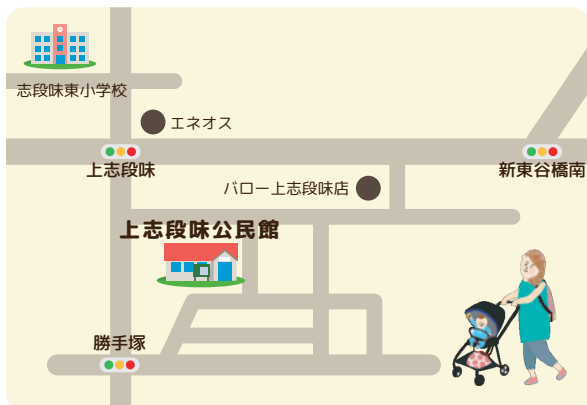 志段味東小学校
エネオス
上志段味
新東谷橋南
バロー上志段味店
上志段味公民館
勝手塚